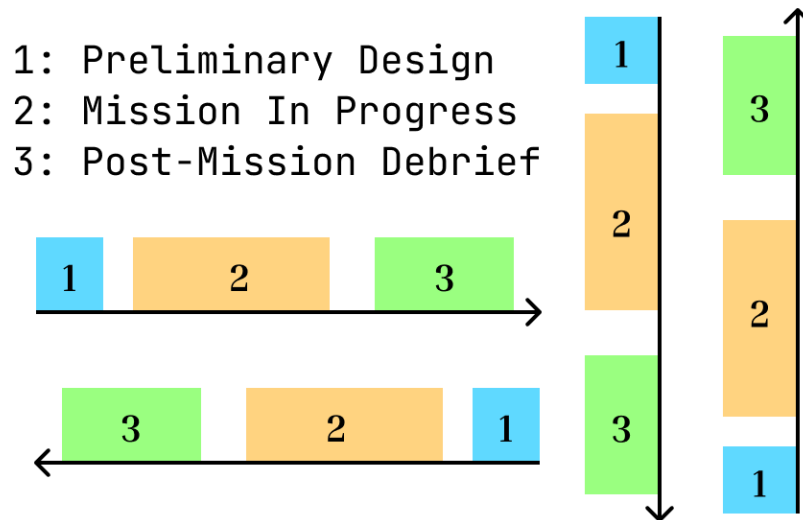 1: Preliminary Design
2: Mission In Progress
3: Post-Mission Debrief
1 2 3
3 2 1
1
2
3
3
2
1